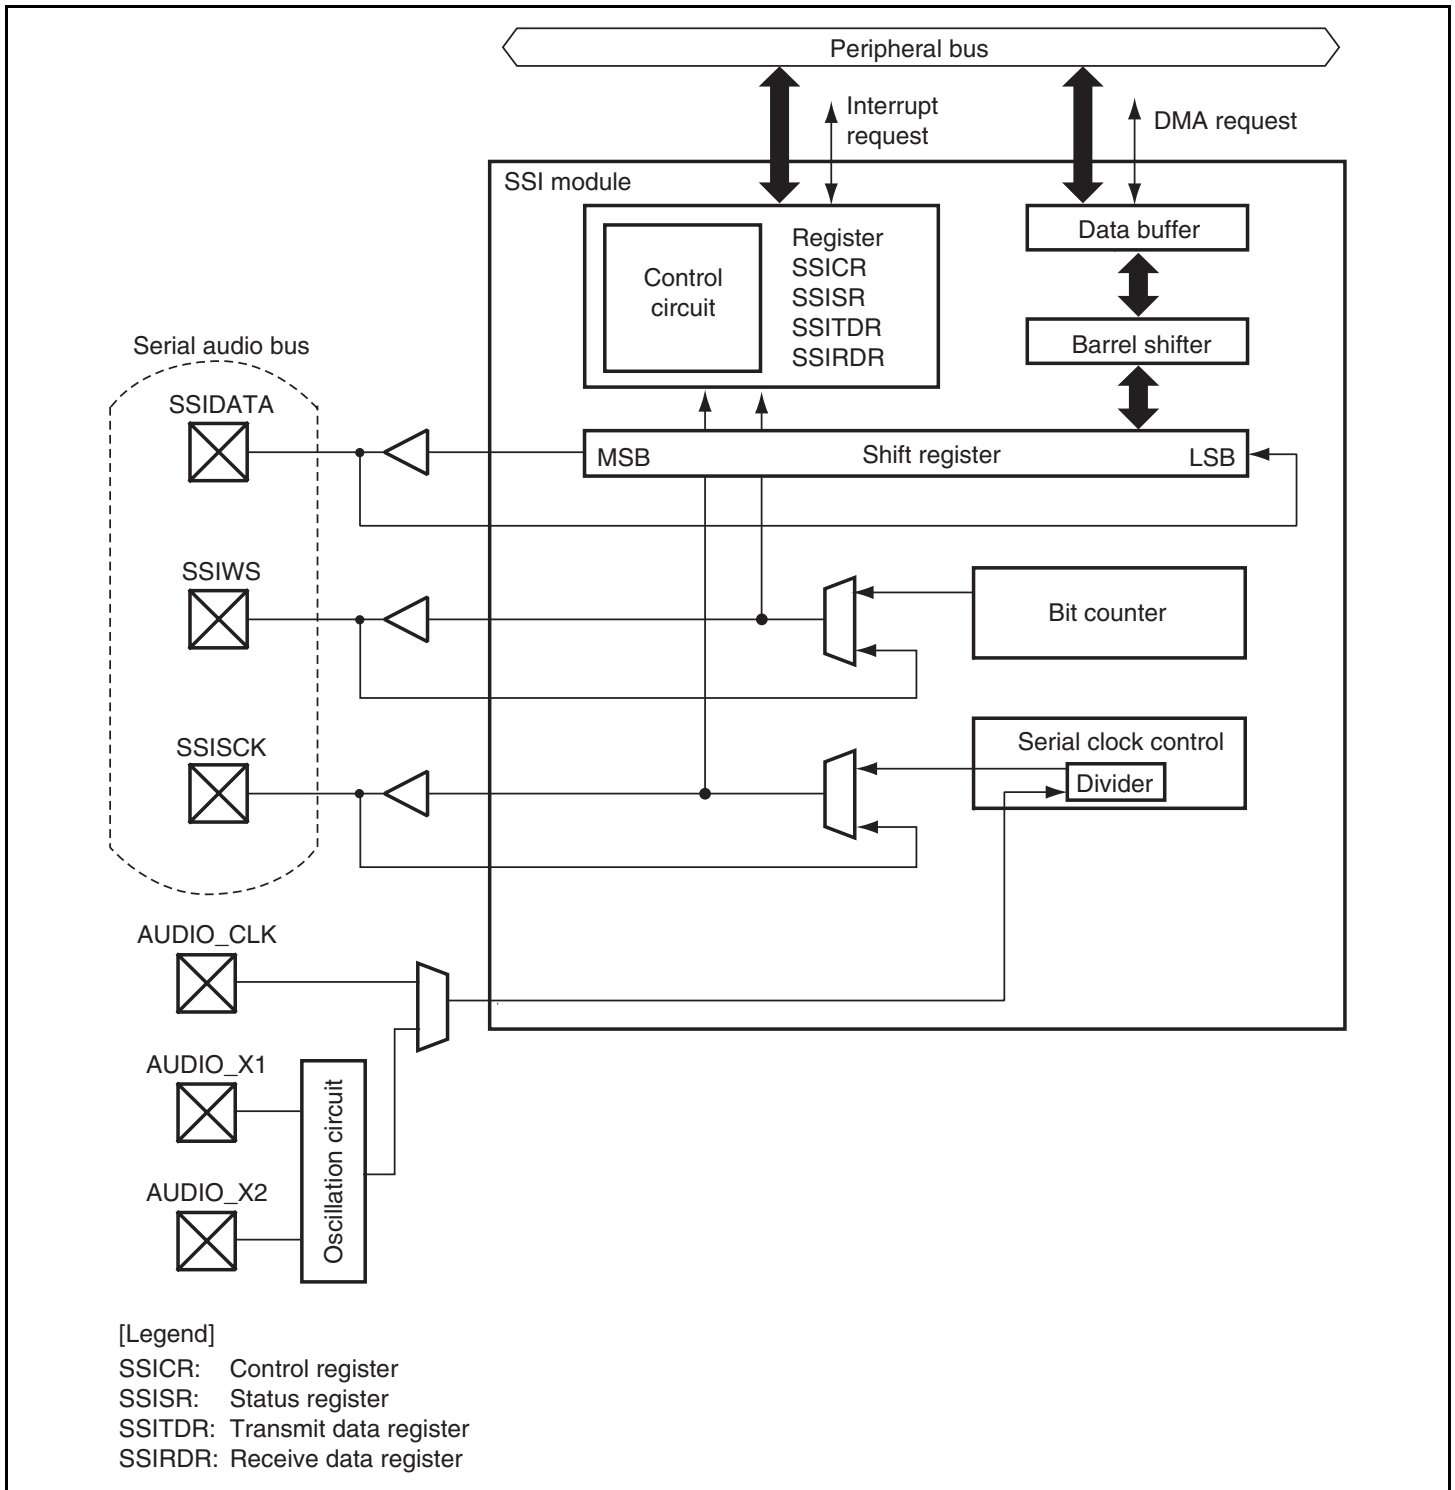 Peripheral bus
Interrupt
request
DMA request
SSI module
Control
circuit
Register
SSICR
SSISR
SSITDR
SSIRDR
Data buffer
Barrel shifter
Serial audio bus
SSIDATA
MSB
Shift register
LSB
SSIWS
Bit counter
SSISCK
Serial clock control
Divider
AUDIO_CLK
AUDIO_X1
AUDIO_X2
Oscillation circuit
[Legend]
SSICR: Control register
SSISR: Status register
SSITDR: Transmit data register
SSIRDR: Receive data register